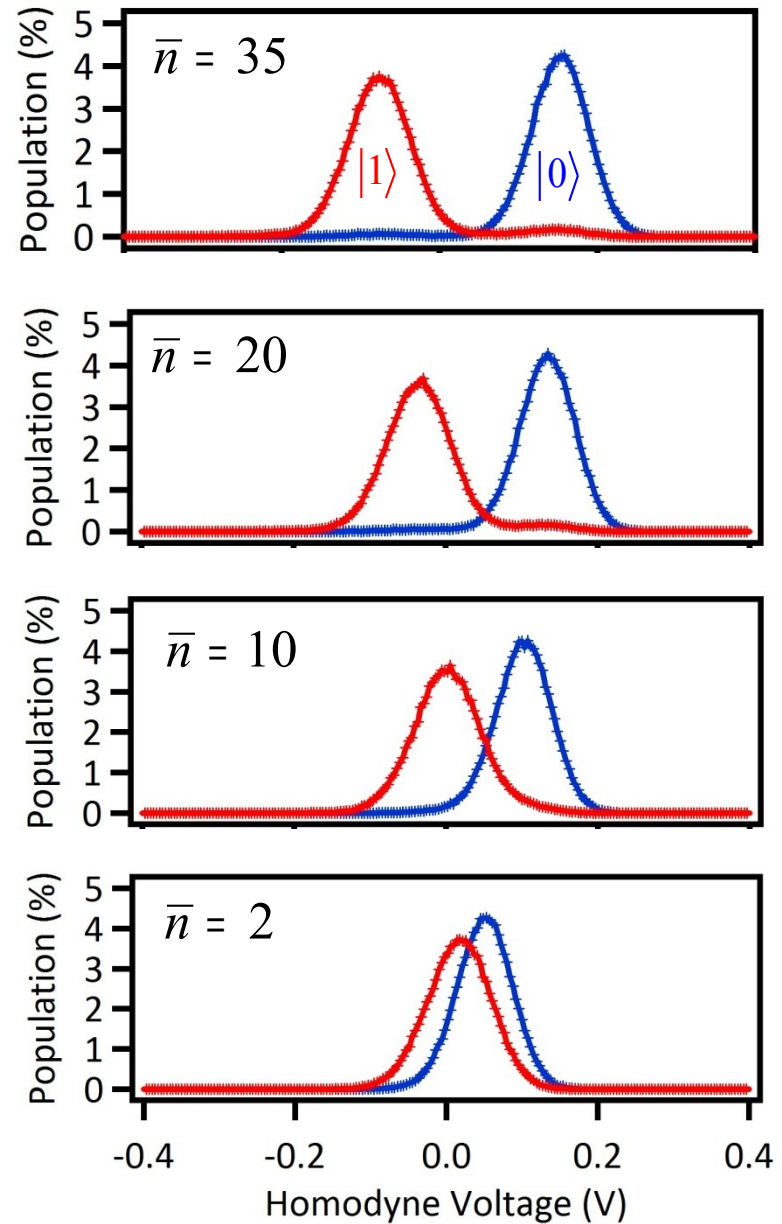 Population (%)
5
4
3
2
1
0
n̅ = 35
|1⟩
|0⟩
Population (%)
5
4
3
2
1
0
n̅ = 20
Population (%)
5
4
3
2
1
0
n̅ = 10
Population (%)
5
4
3
2
1
0
n̅ = 2
-0.4 -0.2 0.0 0.2 0.4
Homodyne Voltage (V)